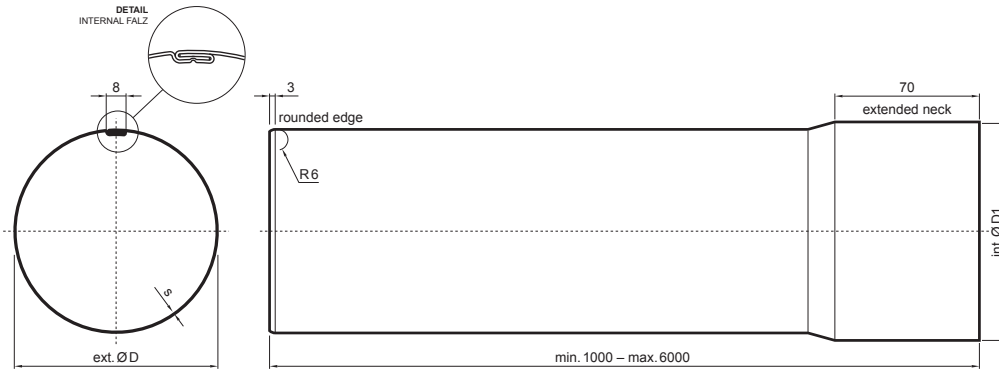 DETAIL
INTERNAL FALZ
8
3
rounded edge
R6
70
extended neck
s
ext. ØD
int. ØD1
min. 1000 – max. 6000